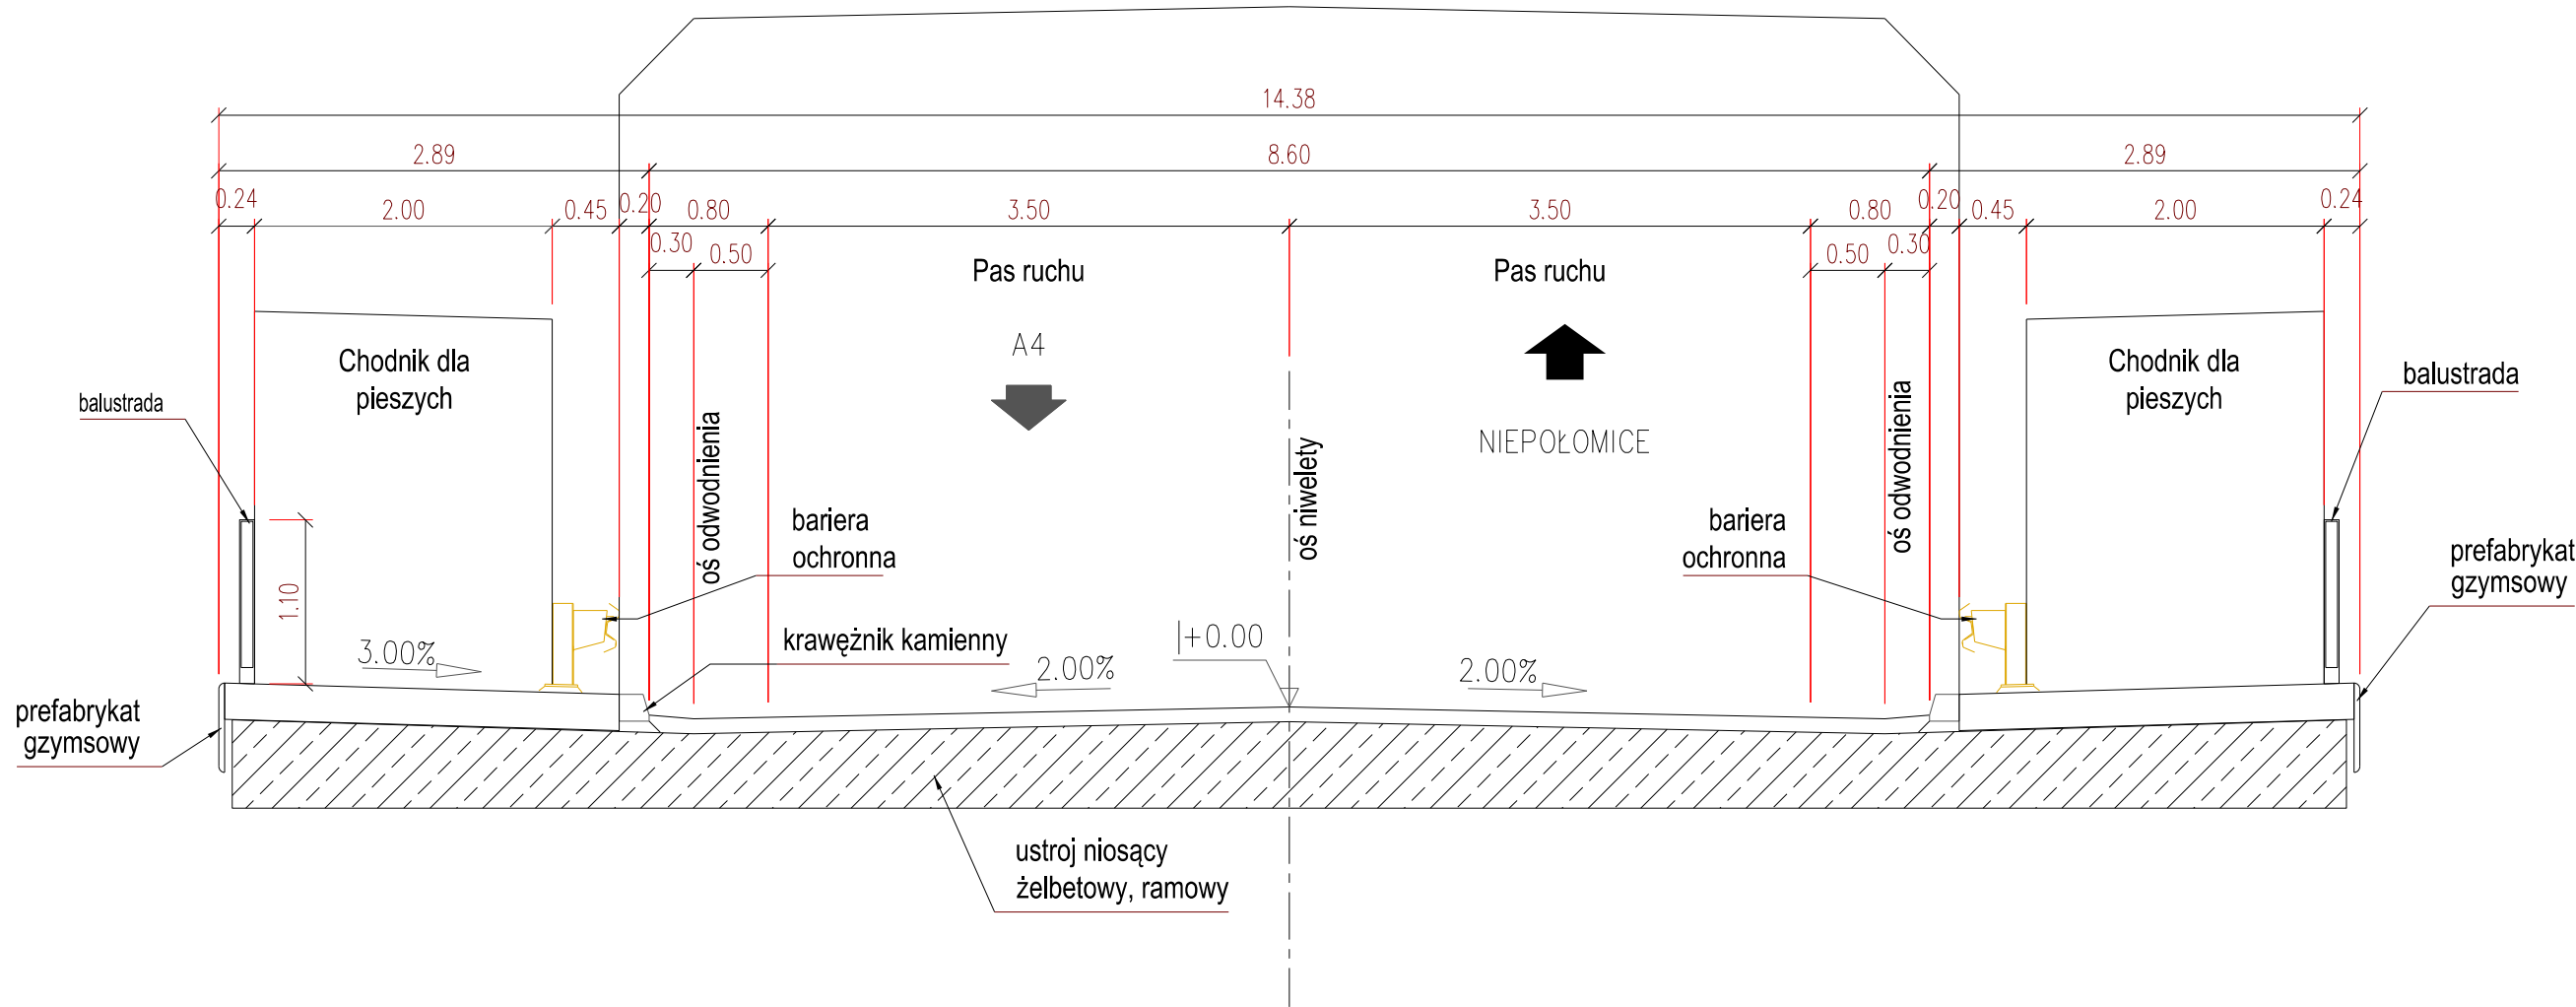 14.38
2.89
8.60
2.89
0.24
2.00
0.45
0.20
0.80
3.50
3.50
0.80
0.20
0.45
2.00
0.24
0.30
0.50
0.50
0.30
Pas ruchu
Pas ruchu
A4
NIEPOŁOMICE
Chodnik dla
pieszych
Chodnik dla
pieszych
balustrada
balustrada
oś odwodnienia
oś niwelety
oś odwodnienia
bariera
ochronna
bariera
ochronna
prefabrykat
gzymsowy
1.10
3.00%
krawężnik kamienny
2.00%
+0.00
2.00%
prefabrykat
gzymsowy
ustroj niosący
żelbetowy, ramowy